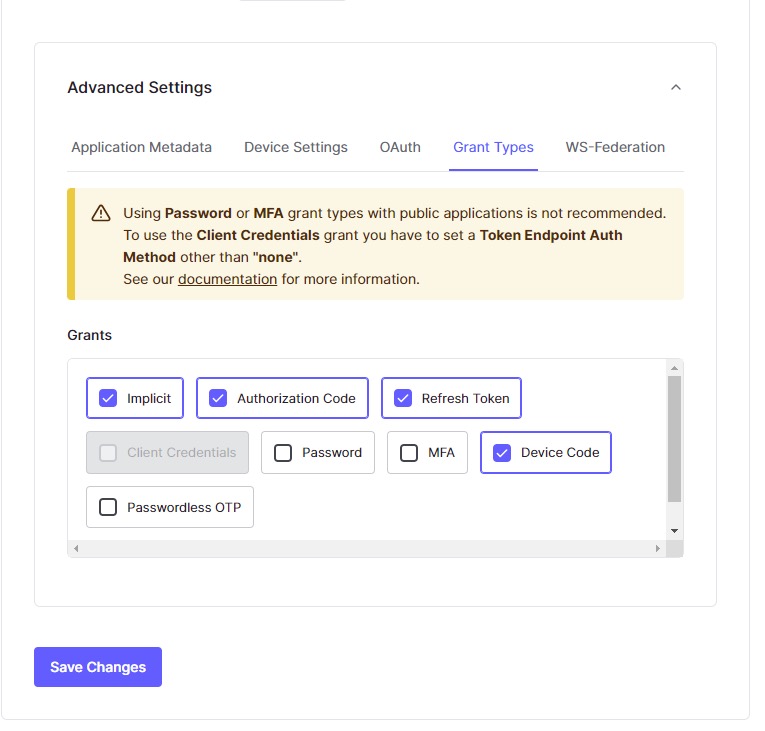 Advanced Settings
Application Metadata Device Settings OAuth Grant Types WS-Federation
Using Password or MFA grant types with public applications is not recommended.
To use the Client Credentials grant you have to set a Token Endpoint Auth
Method other than "none".
See our documentation for more information.
Grants
Implicit Authorization Code Refresh Token
Client Credentials Password MFA Device Code
Passwordless OTP
Save Changes